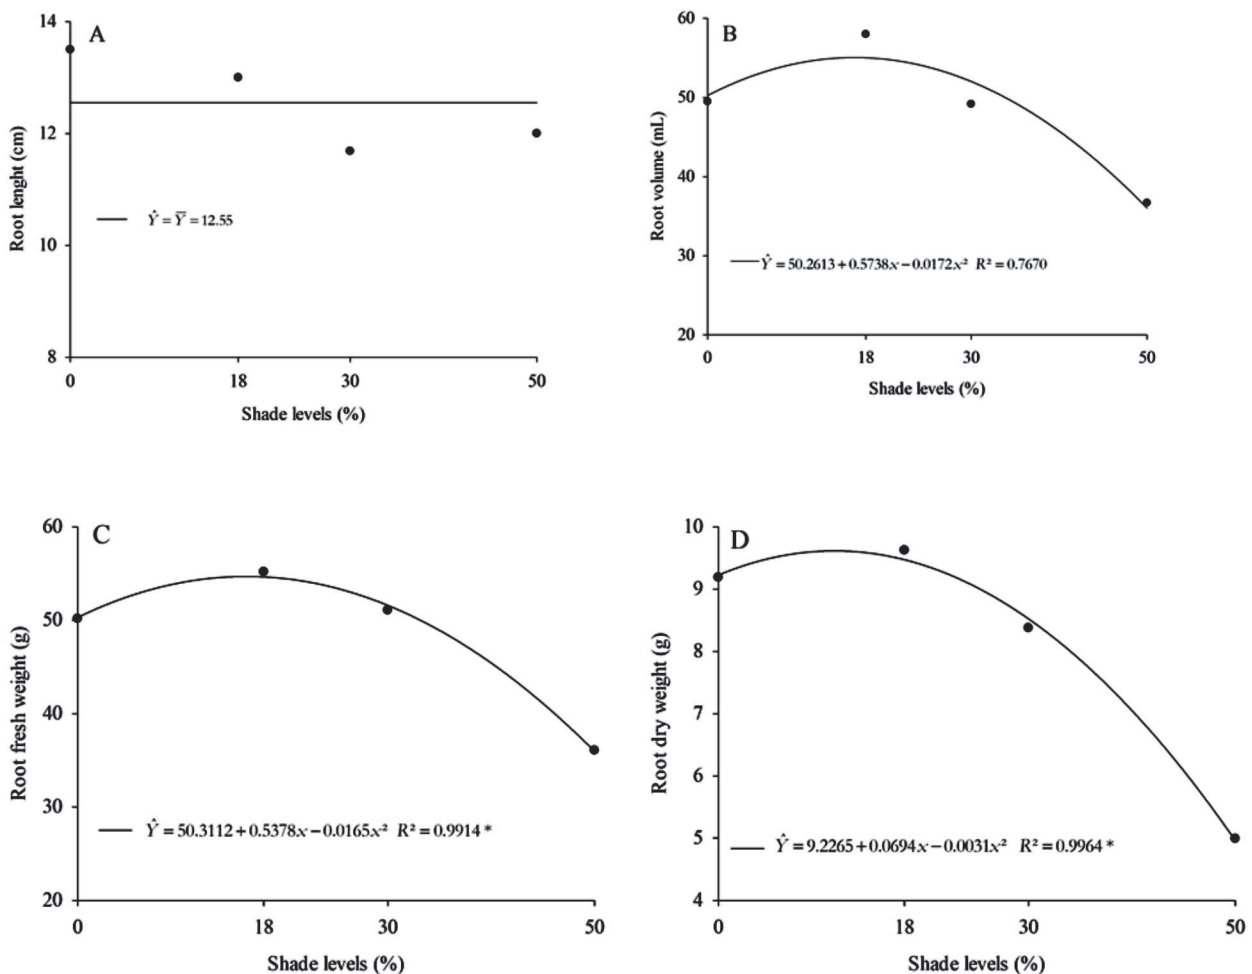 A
14
12
10
8
Root lenght (cm)
Ŷ = Y̅ = 12.55
0 18 30 50
Shade levels (%)
B
60
50
40
30
20
Root volume (mL)
Ŷ = 50.2613 + 0.5738x − 0.0172x² R² = 0.7670
0 18 30 50
Shade levels (%)
C
60
50
40
30
20
Root fresh weight (g)
Ŷ = 50.3112 + 0.5378x − 0.0165x² R² = 0.9914 *
0 18 30 50
Shade levels (%)
D
10
9
8
7
6
5
4
Root dry weight (g)
Ŷ = 9.2265 + 0.0694x − 0.0031x² R² = 0.9964 *
0 18 30 50
Shade levels (%)